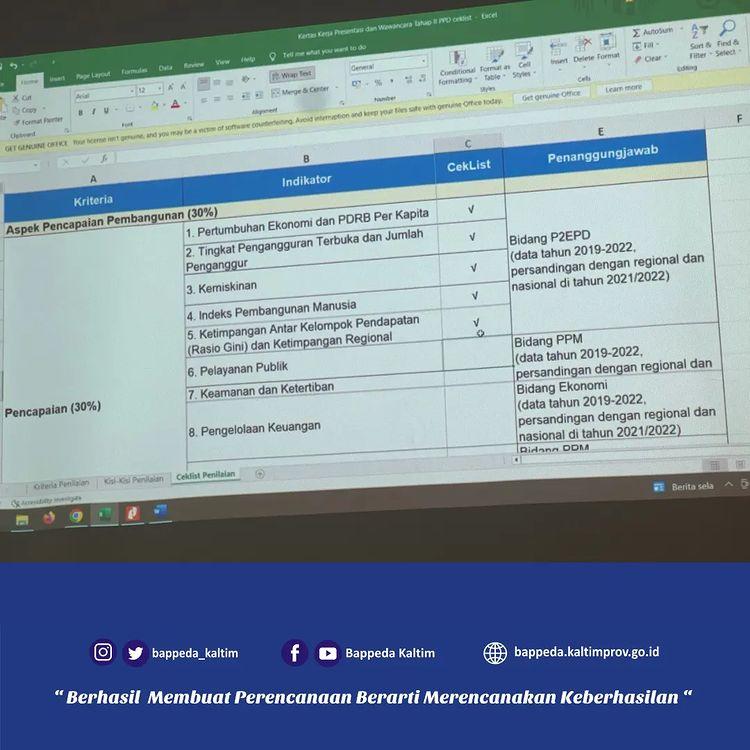 Kertas Kerja Presentasi dan Wawancara Tahap II PPD ceklist - Excel
Home Insert Page Layout Formulas Data Review View Help Tell me what you want to do
Cut
Copy
Format Painter
Clipboard
Arial 12
B I U
Font
Wrap Text
Merge & Center
Alignment
General
Number
Conditional Formatting
Format as Table
Cell Styles
Styles
Insert Delete Format
Cells
AutoSum
Fill
Clear
Sort & Filter
Find & Select
Editing
GET GENUINE OFFICE Your license isn't genuine, and you may be a victim of software counterfeiting. Avoid interruption and keep your files safe with genuine Office today. Get genuine Office Learn more
A B C E F
Kriteria Indikator CekList Penanggungjawab
Aspek Pencapaian Pembangunan (30%)
Pencapaian (30%)
1. Pertumbuhan Ekonomi dan PDRB Per Kapita √
2. Tingkat Pengangguran Terbuka dan Jumlah √
Penganggur
3. Kemiskinan √
4. Indeks Pembangunan Manusia √
5. Ketimpangan Antar Kelompok Pendapatan √
(Rasio Gini) dan Ketimpangan Regional
6. Pelayanan Publik
7. Keamanan dan Ketertiban
8. Pengelolaan Keuangan
Bidang P2EPD
(data tahun 2019-2022,
persandingan dengan regional dan
nasional di tahun 2021/2022)
Bidang PPM
(data tahun 2019-2022,
persandingan dengan regional dan
Bidang Ekonomi
(data tahun 2019-2022,
persandingan dengan regional dan
nasional di tahun 2021/2022)
Bidang PPM
Kriteria Penilaian Kisi-Kisi Penilaian Ceklist Penilaian
Accessibility: Investigate
Berita sela
bappeda_kaltim Bappeda Kaltim bappeda.kaltimprov.go.id
“ Berhasil Membuat Perencanaan Berarti Merencanakan Keberhasilan “